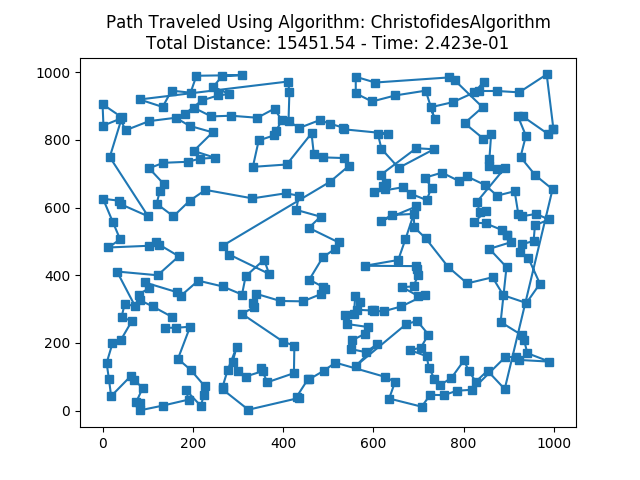 Path Traveled Using Algorithm: ChristofidesAlgorithm
Total Distance: 15451.54 - Time: 2.423e-01
1000
800
600
400
200
0
0 200 400 600 800 1000